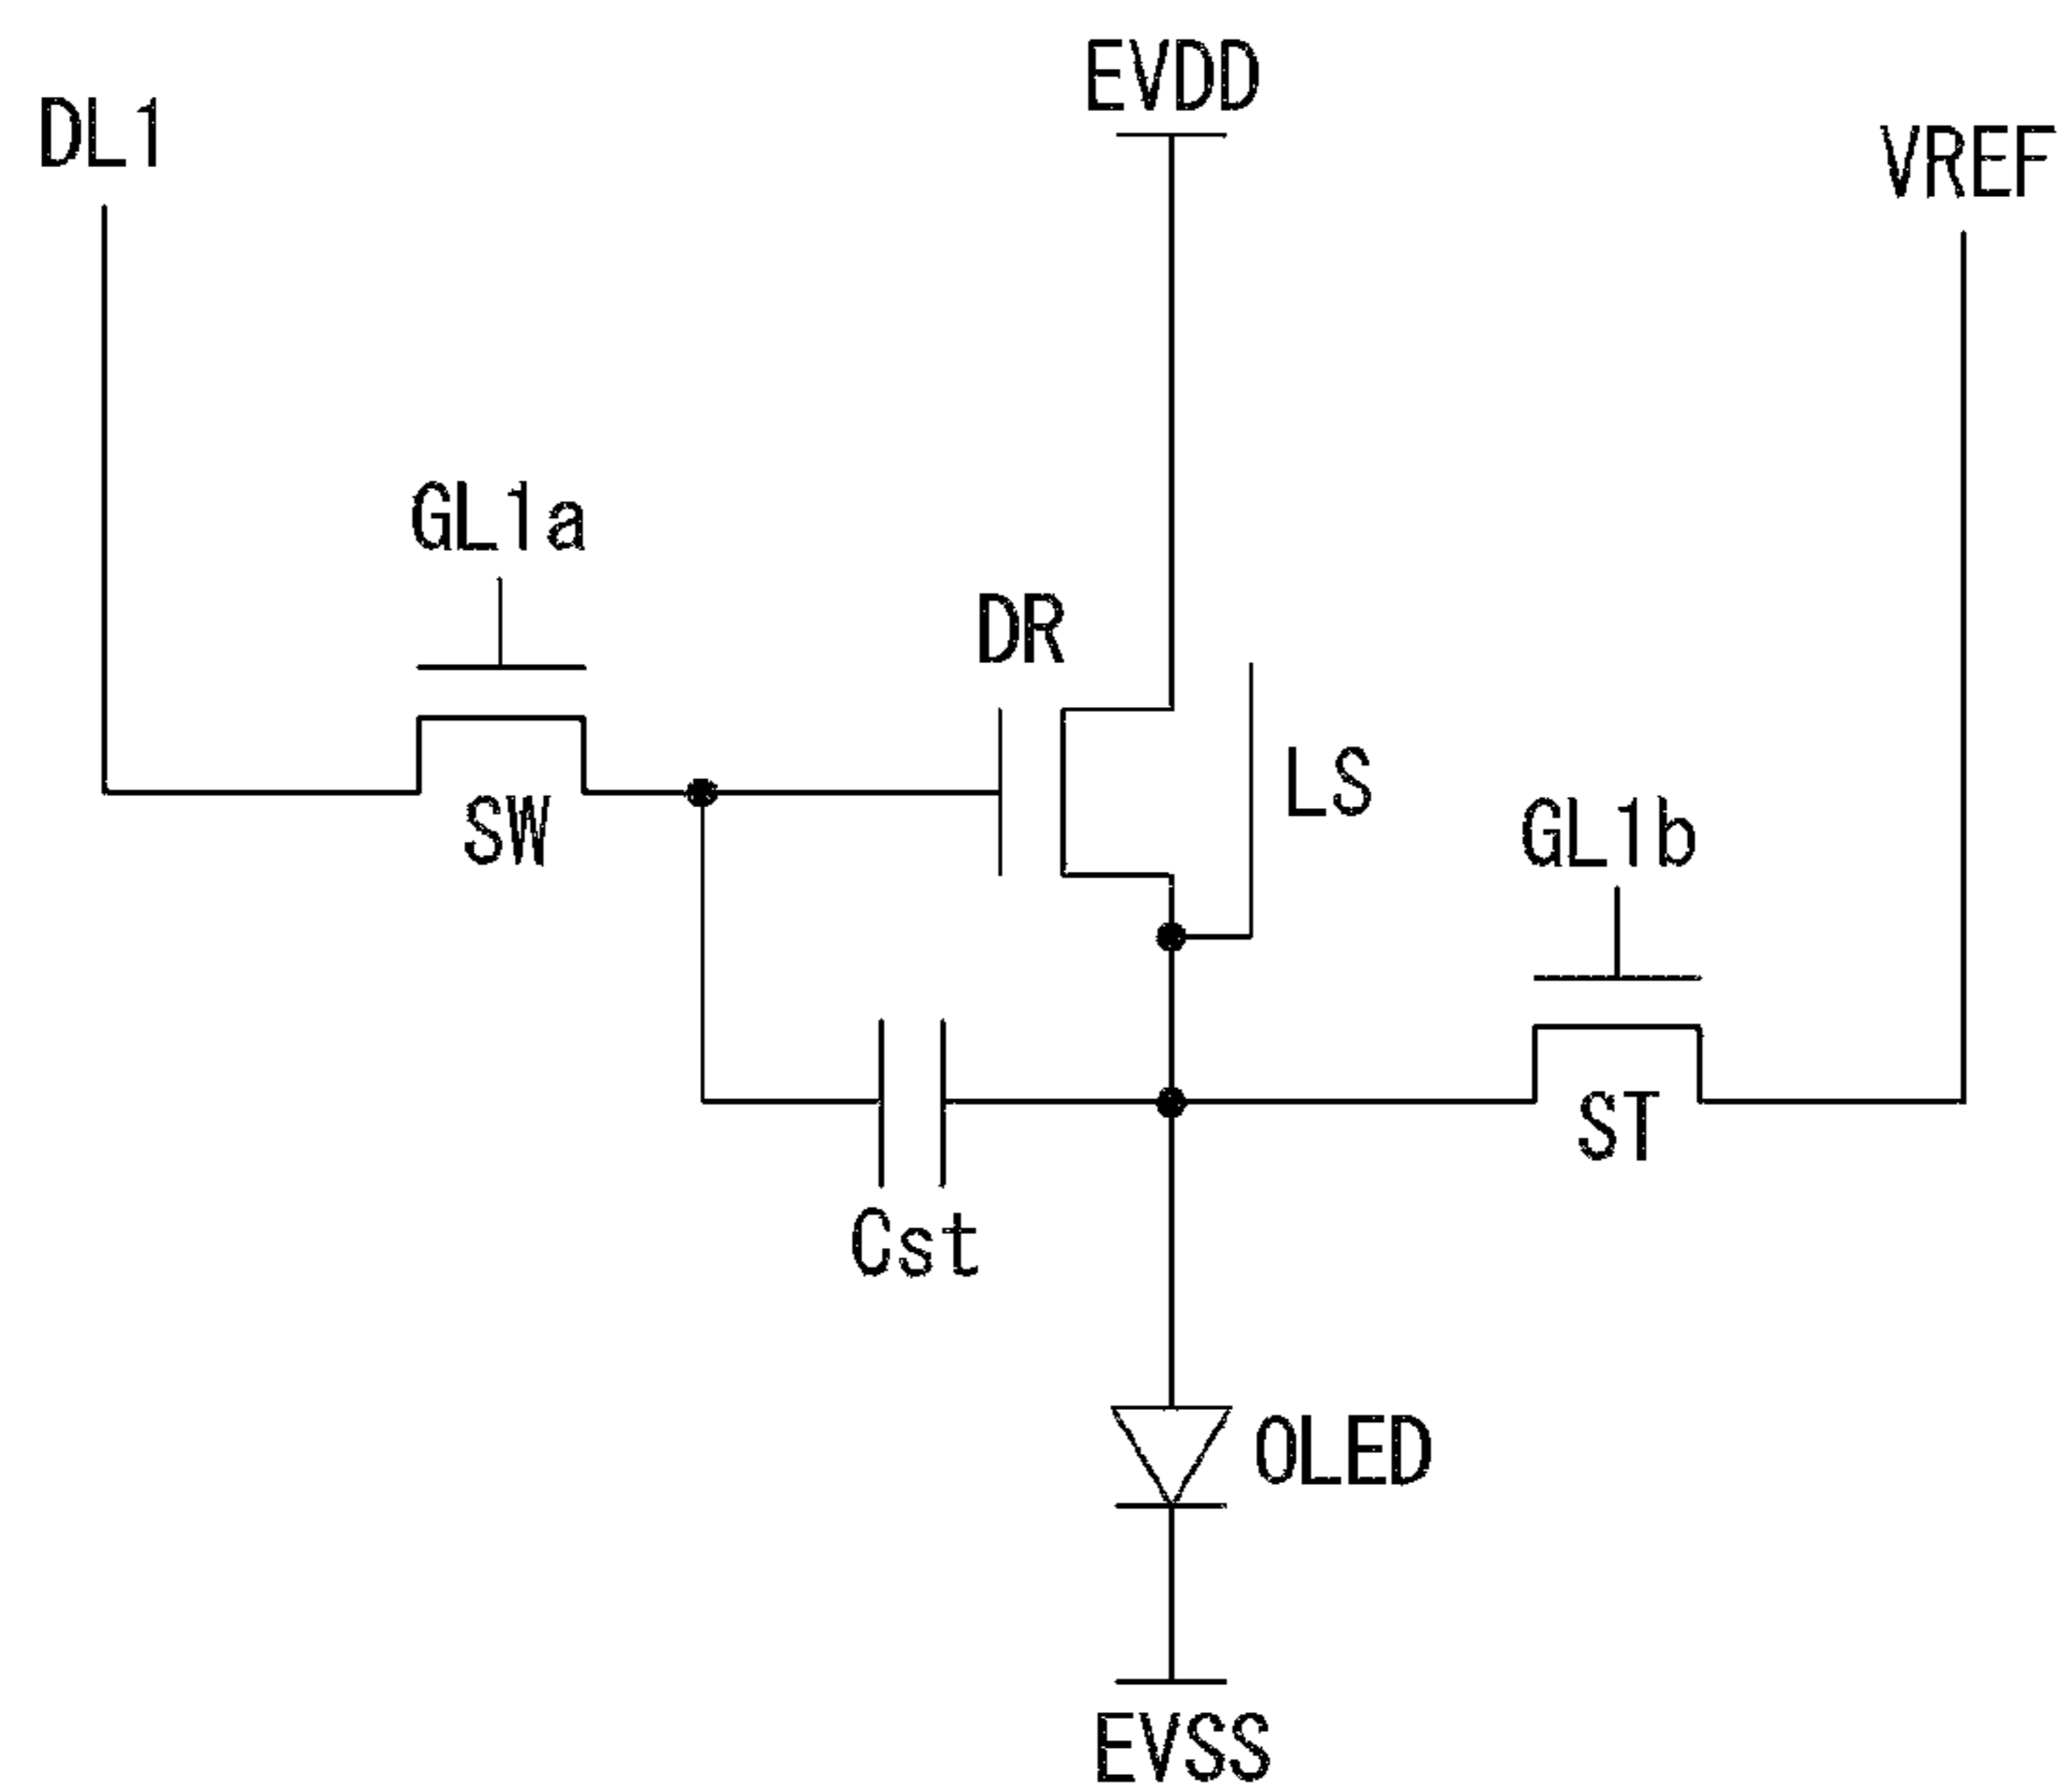 EVDD
DL1
VREF
GL1a
DR
LS
SW
GL1b
ST
Cst
OLED
EVSS